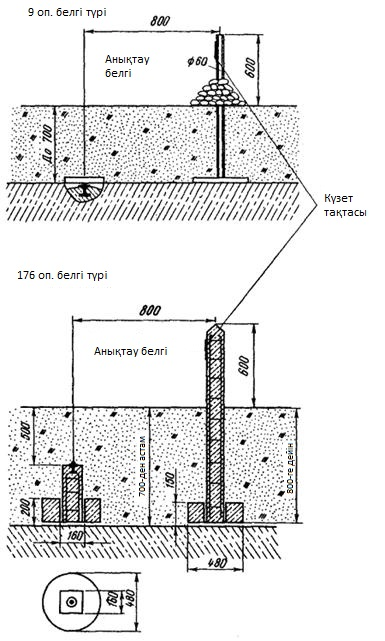 9 оп. белгі түрі
800
Анықтау
белгі
ϕ60
600
До 700
Күзет
тақтасы
176 оп. белгі түрі
800
Анықтау белгі
600
500
700-ден астам
150
800-ге дейін
200
160
480
160
480